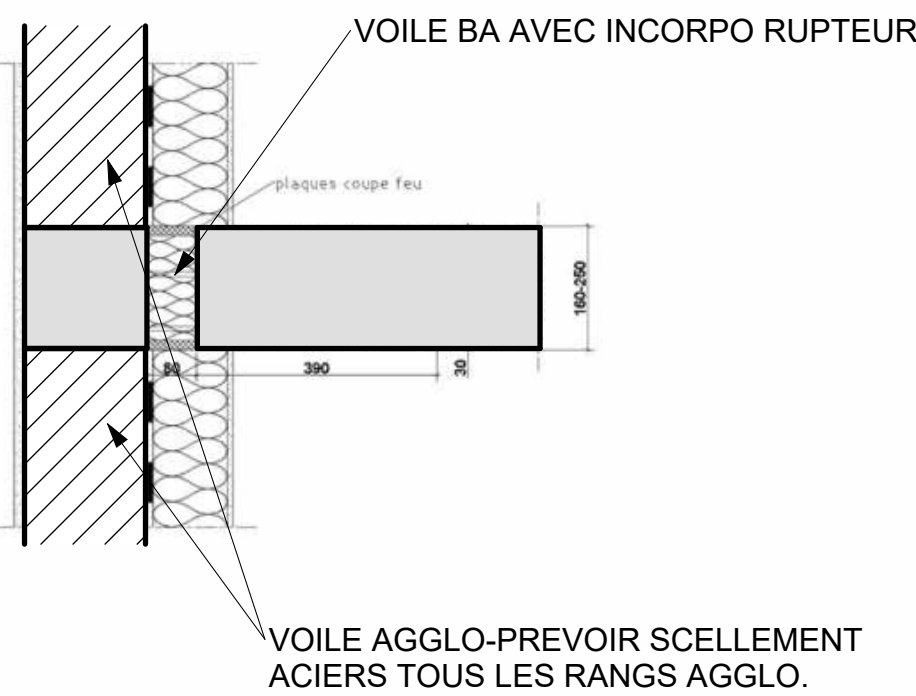 VOILE BA AVEC INCORPO RUPTEUR
plaques coupe feu
160-250
80
390
30
VOILE AGGLO-PREVOIR SCELLEMENT
ACIERS TOUS LES RANGS AGGLO.